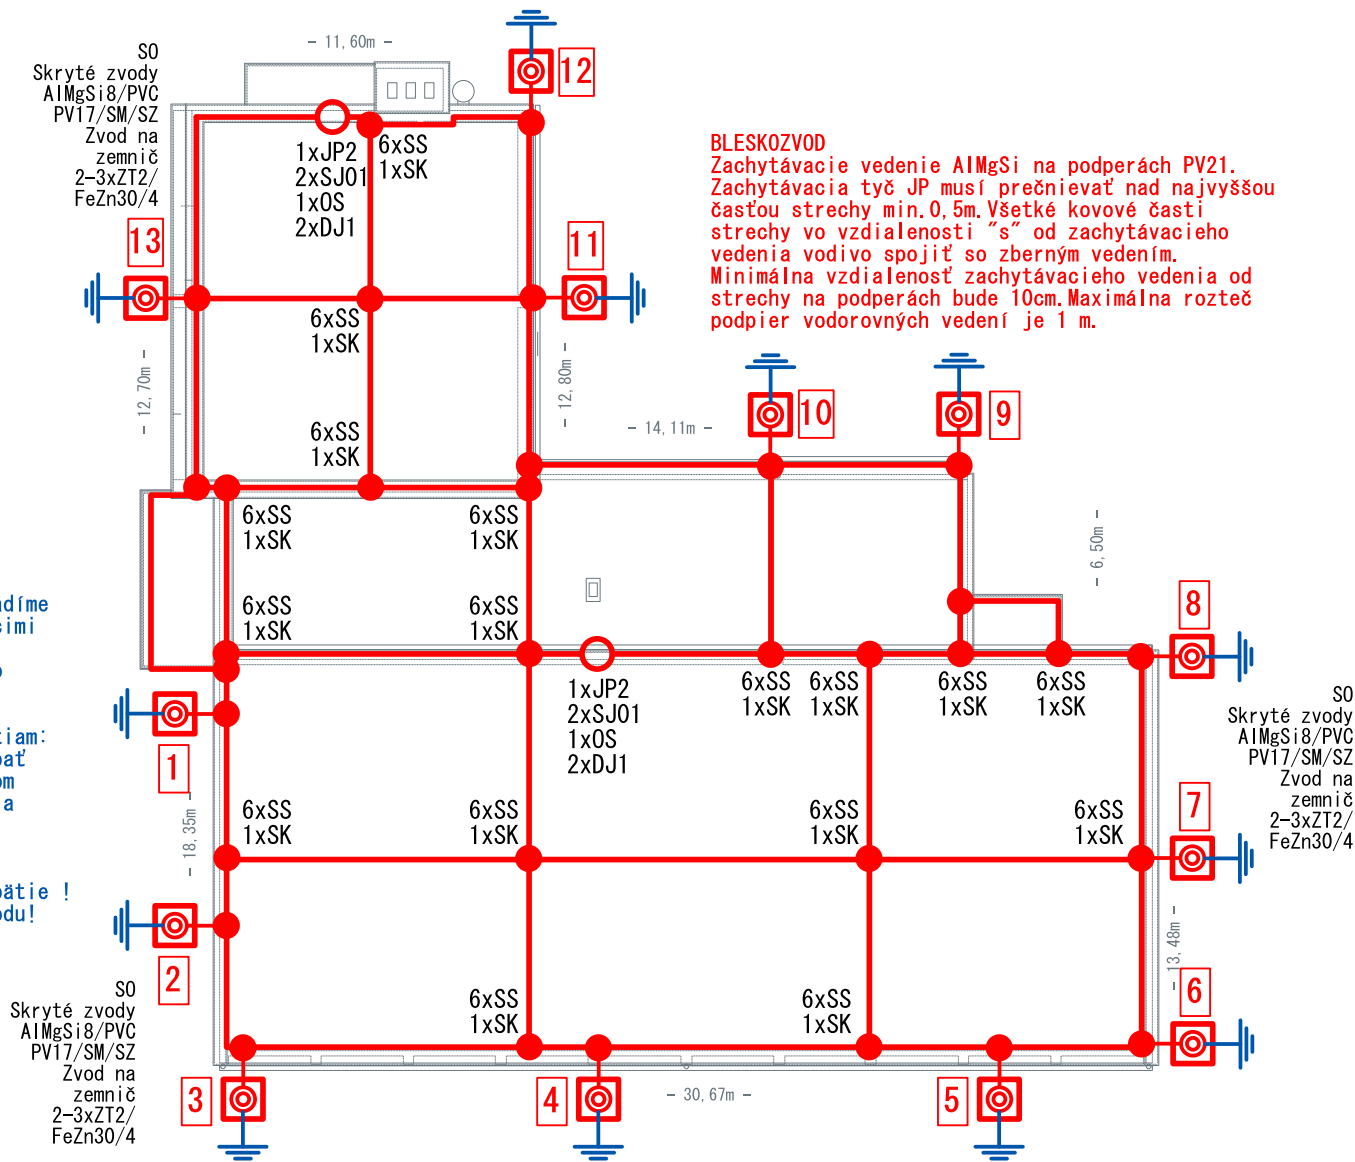 - 11,60m -
SO
Skryté zvody
AlMgSi8/PVC
PV17/SM/SZ
Zvod na
zemnič
2-3xZT2/
FeZn30/4
12
1xJP2
2xSJ01
1xOS
2xDJ1
6xSS
1xSK
BLESKOZVOD
Zachytávacie vedenie AlMgSi na podperách PV21.
Zachytávacia tyč JP musí prečnievať nad najvyššou
časťou strechy min.0,5m. Všetké kovové časti
strechy vo vzdialenosti "s" od zachytávacieho
vedenia vodivo spojiť so zberným vedením.
Minimálna vzdialenosť zachytávacieho vedenia od
strechy na podperách bude 10cm. Maximálna rozteč
podpier vodorovných vedení je 1 m.
13
11
6xSS
1xSK
- 12,70m -
- 12,80m -
6xSS
1xSK
- 14,11m -
10
9
6xSS
1xSK
6xSS
1xSK
- 6,50m -
6xSS
1xSK
6xSS
1xSK
8
adíme
cimi
1xJP2
2xSJ01
1xOS
2xDJ1
6xSS
1xSK
6xSS
1xSK
6xSS
1xSK
6xSS
1xSK
SO
Skryté zvody
AlMgSi8/PVC
PV17/SM/SZ
Zvod na
zemnič
2-3xZT2/
FeZn30/4
tiam:
pať
om
a
1
- 18,35m -
6xSS
1xSK
6xSS
1xSK
6xSS
1xSK
6xSS
1xSK
7
pätie !
odu!
2
- 13,48m -
6
SO
Skryté zvody
AlMgSi8/PVC
PV17/SM/SZ
Zvod na
zemnič
2-3xZT2/
FeZn30/4
6xSS
1xSK
6xSS
1xSK
3
4
- 30,67m -
5